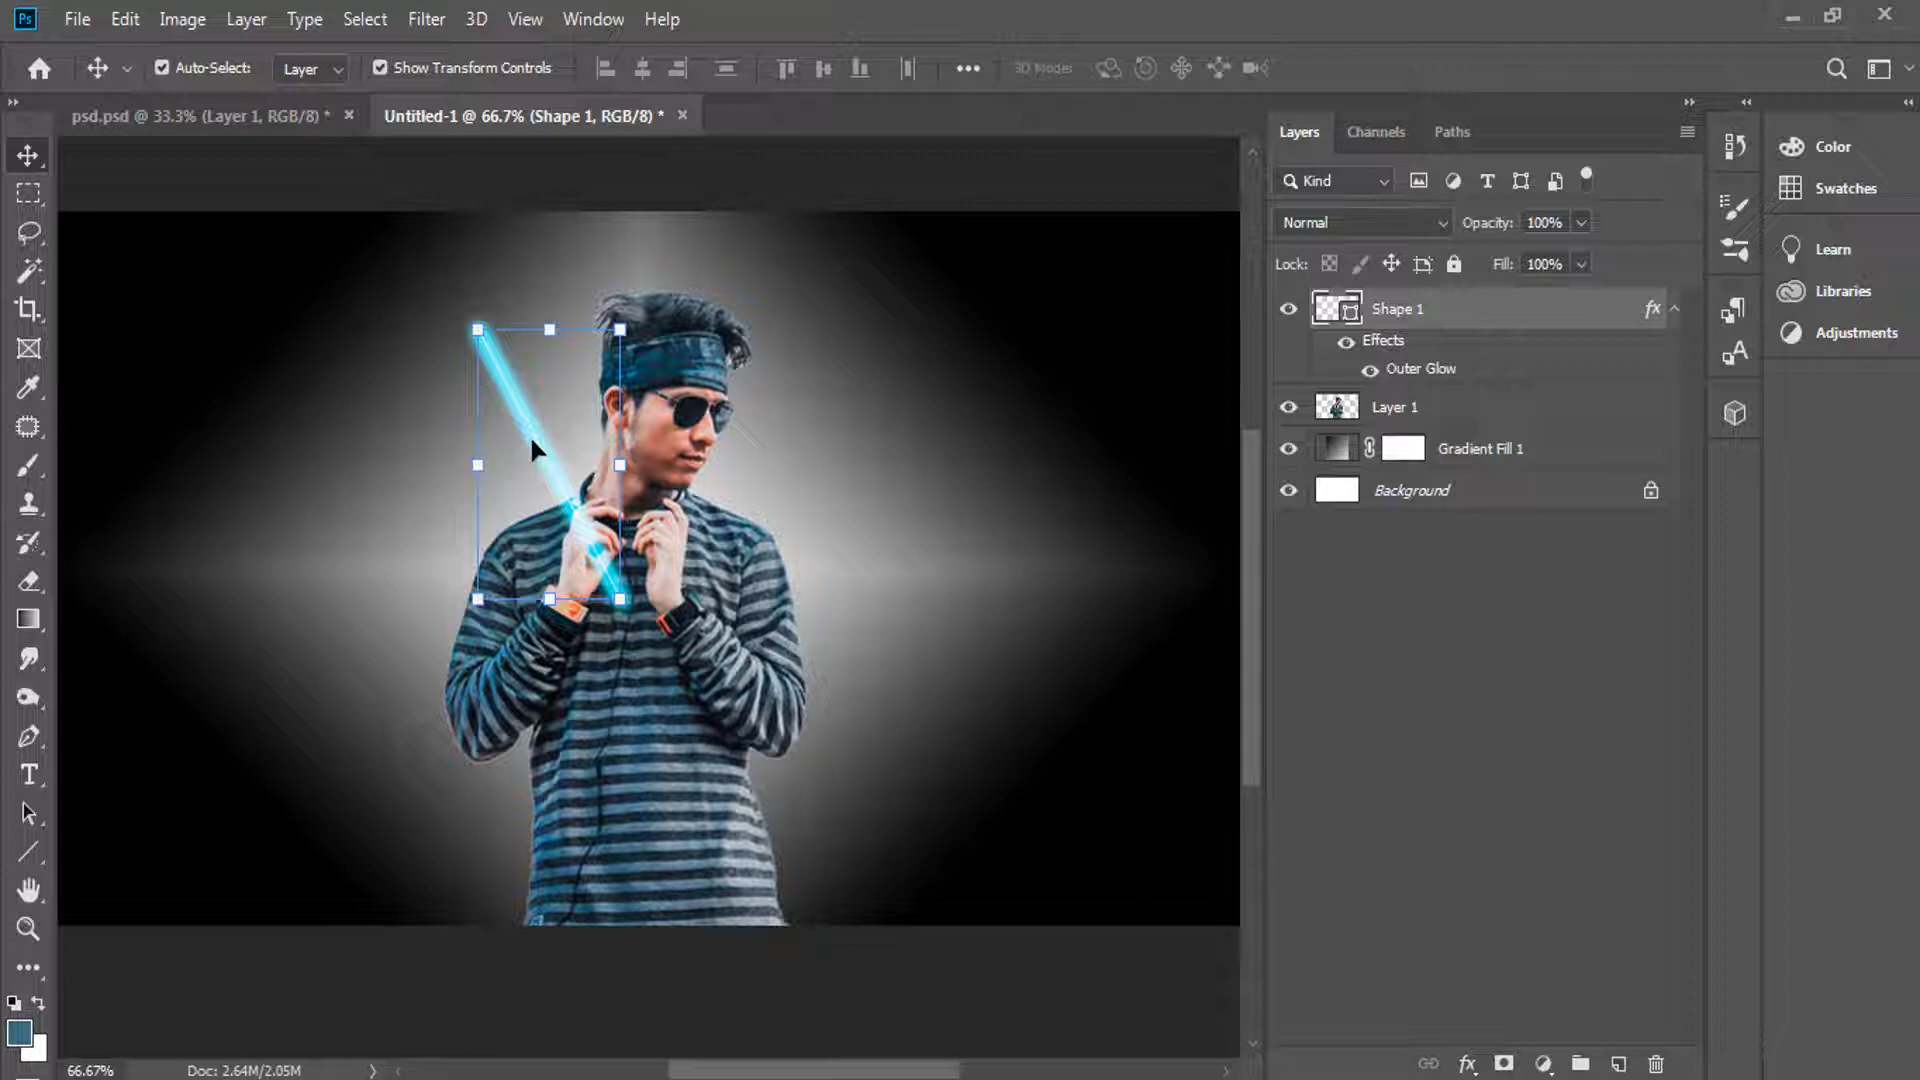 Ps File Edit Image Layer Type Select Filter 3D View Window Help
Auto-Select: Layer Show Transform Controls 3D Mode:
psd.psd @ 33.3% (Layer 1, RGB/8) * × Untitled-1 @ 66.7% (Shape 1, RGB/8) * ×
Layers Channels Paths
Color
Kind
Swatches
Normal Opacity: 100%
Learn
Lock: Fill: 100%
Libraries
Shape 1 fx
Adjustments
Effects
Outer Glow
Layer 1
Gradient Fill 1
Background
66.67% Doc: 2.64M/2.05M